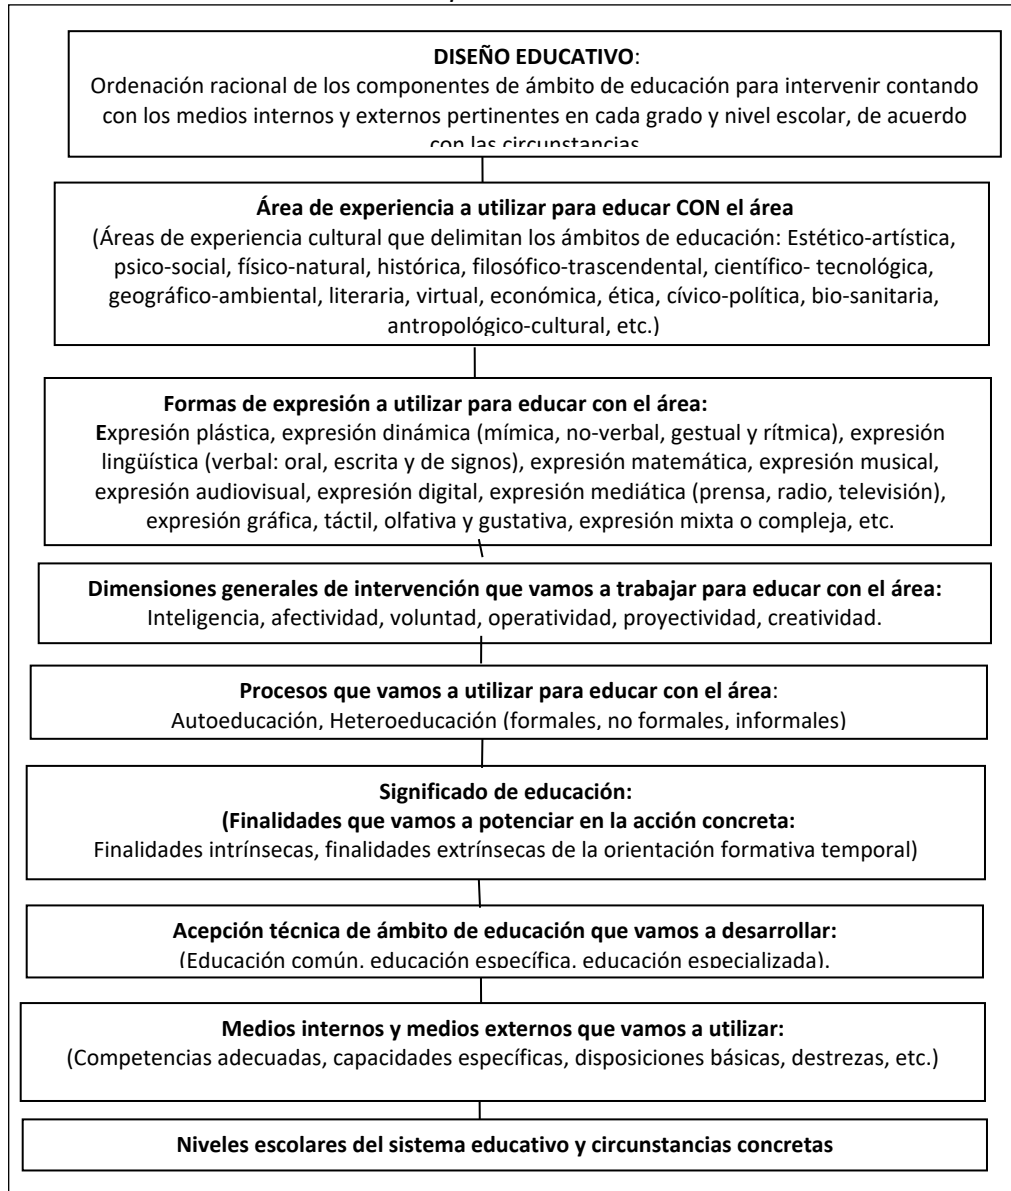 DISEÑO EDUCATIVO:
Ordenación racional de los componentes de ámbito de educación para intervenir contando
con los medios internos y externos pertinentes en cada grado y nivel escolar, de acuerdo
con las circunstancias
Área de experiencia a utilizar para educar CON el área
(Áreas de experiencia cultural que delimitan los ámbitos de educación: Estético-artística,
psico-social, físico-natural, histórica, filosófico-trascendental, científico- tecnológica,
geográfico-ambiental, literaria, virtual, económica, ética, cívico-política, bio-sanitaria,
antropológico-cultural, etc.)
Formas de expresión a utilizar para educar con el área:
Expresión plástica, expresión dinámica (mímica, no-verbal, gestual y rítmica), expresión
lingüística (verbal: oral, escrita y de signos), expresión matemática, expresión musical,
expresión audiovisual, expresión digital, expresión mediática (prensa, radio, televisión),
expresión gráfica, táctil, olfativa y gustativa, expresión mixta o compleja, etc.
Dimensiones generales de intervención que vamos a trabajar para educar con el área:
Inteligencia, afectividad, voluntad, operatividad, proyectividad, creatividad.
Procesos que vamos a utilizar para educar con el área:
Autoeducación, Heteroeducación (formales, no formales, informales)
Significado de educación:
(Finalidades que vamos a potenciar en la acción concreta:
Finalidades intrínsecas, finalidades extrínsecas de la orientación formativa temporal)
Acepción técnica de ámbito de educación que vamos a desarrollar:
(Educación común, educación específica, educación especializada).
Medios internos y medios externos que vamos a utilizar:
(Competencias adecuadas, capacidades específicas, disposiciones básicas, destrezas, etc.)
Niveles escolares del sistema educativo y circunstancias concretas